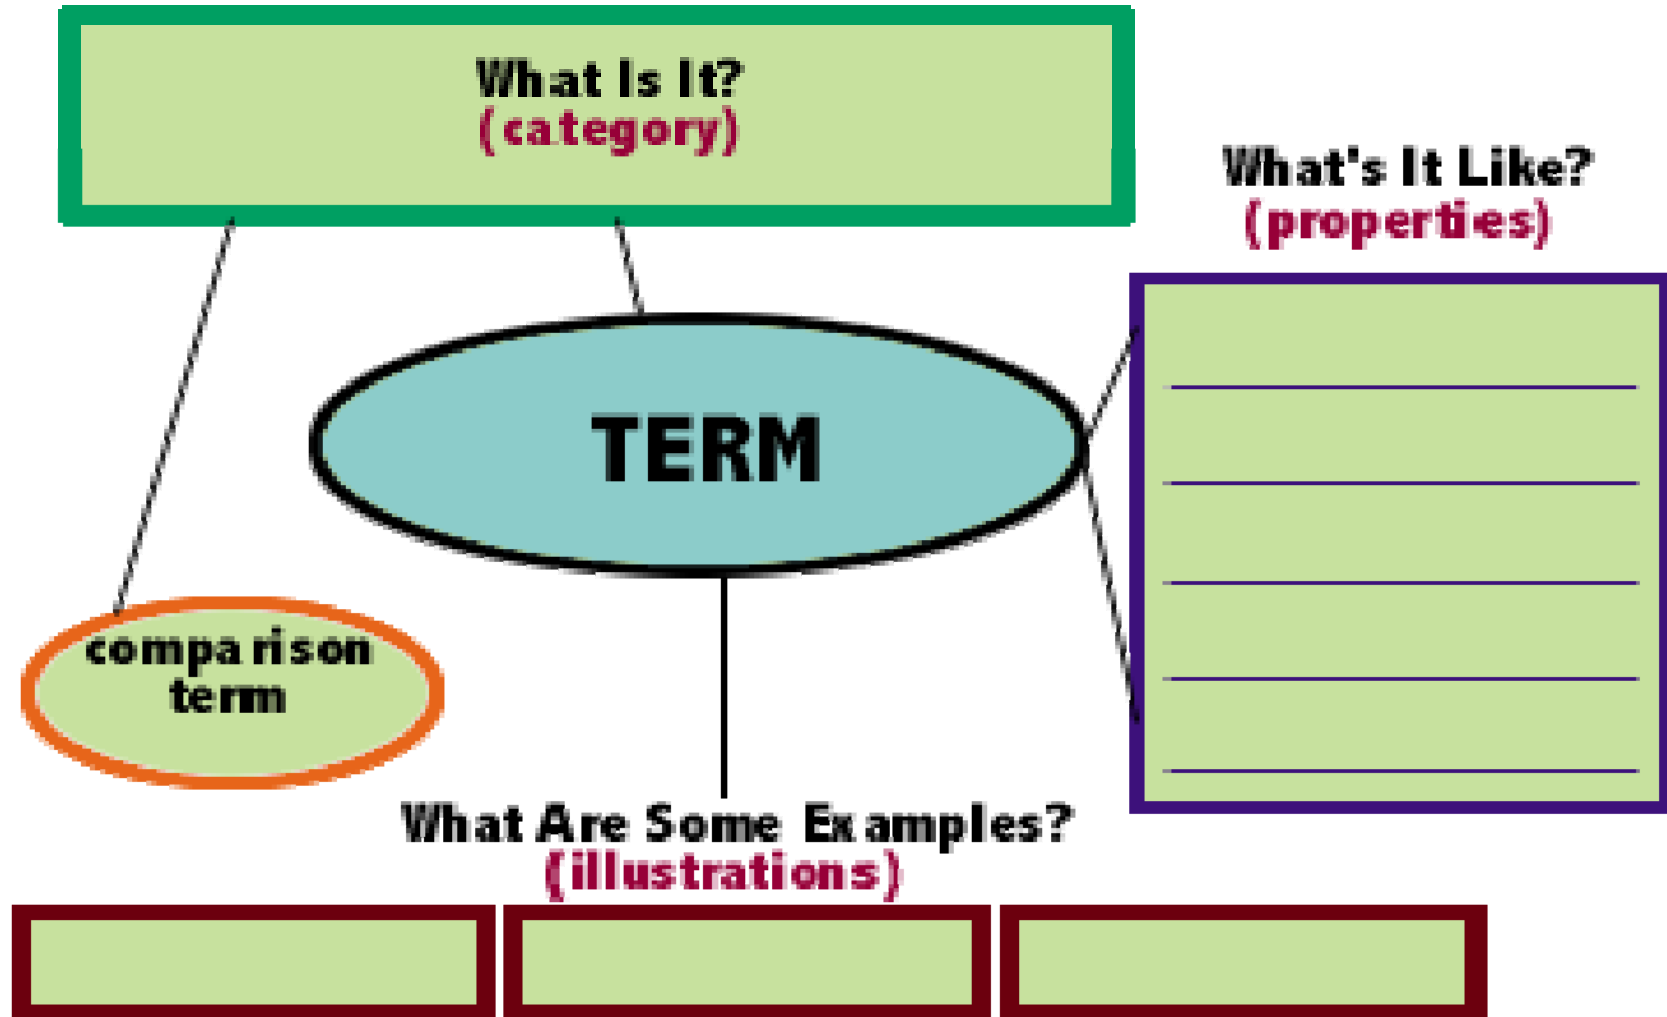 What Is It?
(category)
What's It Like?
(properties)
TERM
comparison
term
What Are Some Examples?
(illustrations)